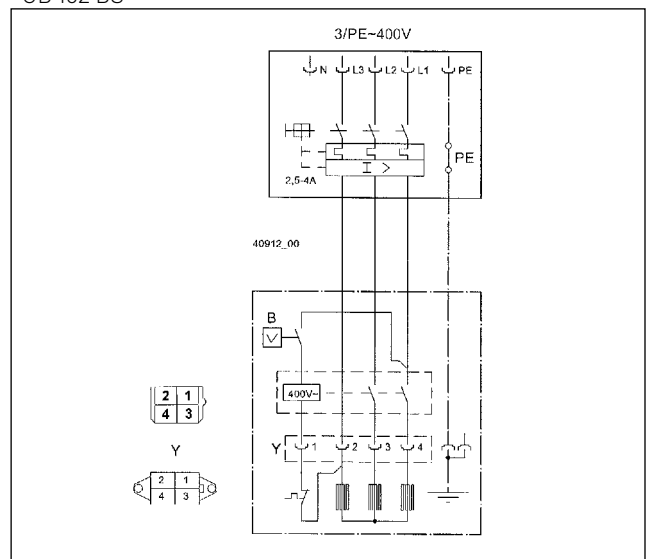 3/PE~400V
N L3 L2 L1 PE
PE
2,5-4A
I >
40912_00
B
400V~
2 1
4 3
Y 1 2 3 4
Y
2 1
4 3